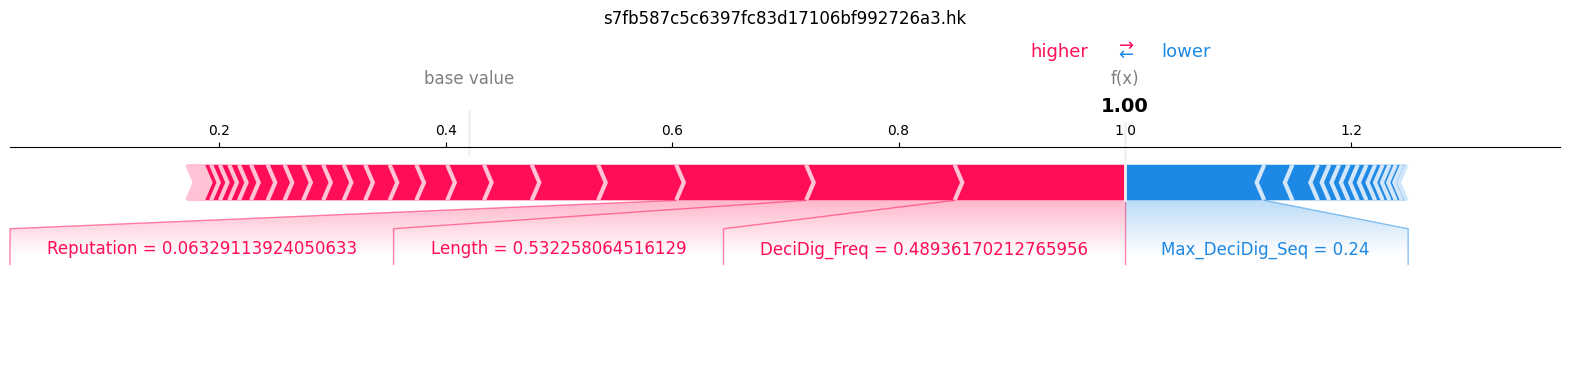 s7fb587c5c6397fc83d17106bf992726a3.hk
higher → ← lower
base value f(x)
1.00
0.2 0.4 0.6 0.8 1.0 1.2
Reputation = 0.06329113924050633 Length = 0.532258064516129 DeciDig_Freq = 0.48936170212765956 Max_DeciDig_Seq = 0.24